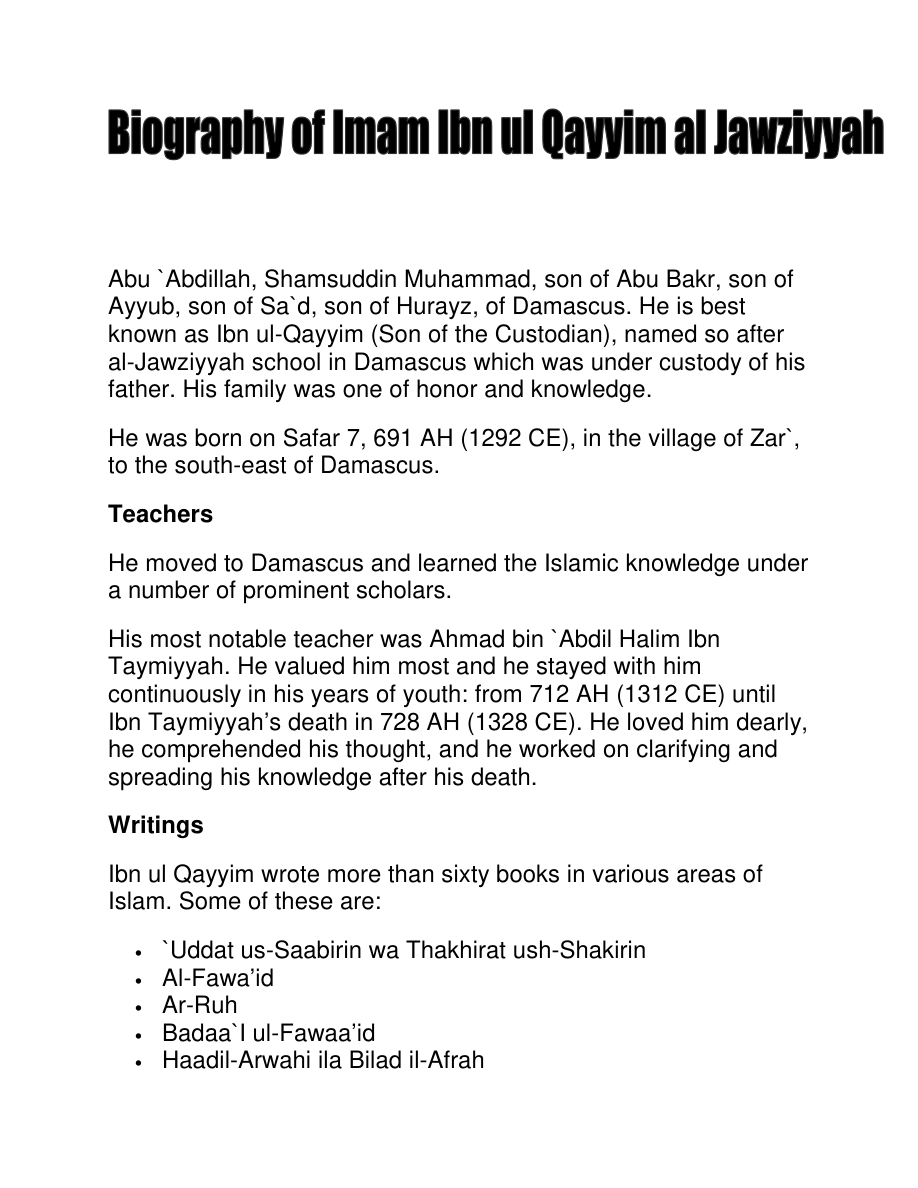 Biography of Imam Ibn ul Qayyim al Jawziyyah
Abu `Abdillah, Shamsuddin Muhammad, son of Abu Bakr, son of
Ayyub, son of Sa`d, son of Hurayz, of Damascus. He is best
known as Ibn ul-Qayyim (Son of the Custodian), named so after
al-Jawziyyah school in Damascus which was under custody of his
father. His family was one of honor and knowledge.
He was born on Safar 7, 691 AH (1292 CE), in the village of Zar`,
to the south-east of Damascus.
Teachers
He moved to Damascus and learned the Islamic knowledge under
a number of prominent scholars.
His most notable teacher was Ahmad bin `Abdil Halim Ibn
Taymiyyah. He valued him most and he stayed with him
continuously in his years of youth: from 712 AH (1312 CE) until
Ibn Taymiyyah’s death in 728 AH (1328 CE). He loved him dearly,
he comprehended his thought, and he worked on clarifying and
spreading his knowledge after his death.
Writings
Ibn ul Qayyim wrote more than sixty books in various areas of
Islam. Some of these are:
• `Uddat us-Saabirin wa Thakhirat ush-Shakirin
• Al-Fawa’id
• Ar-Ruh
• Badaa`I ul-Fawaa’id
• Haadil-Arwahi ila Bilad il-Afrah